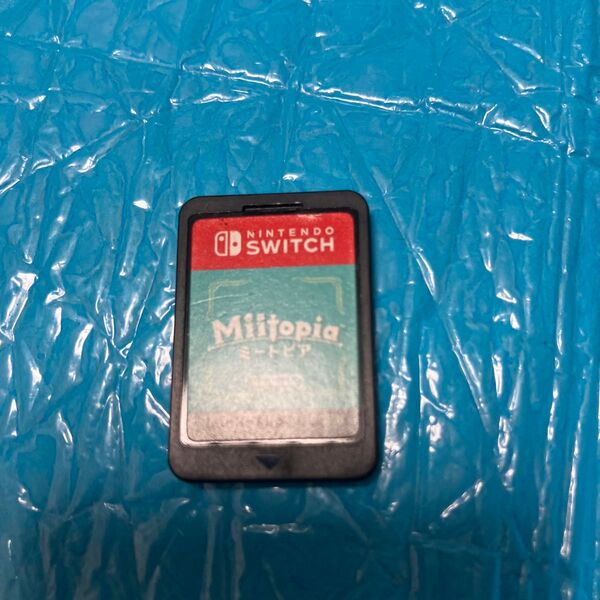 NINTENDO
SWITCH
Miitopia
ミートピア